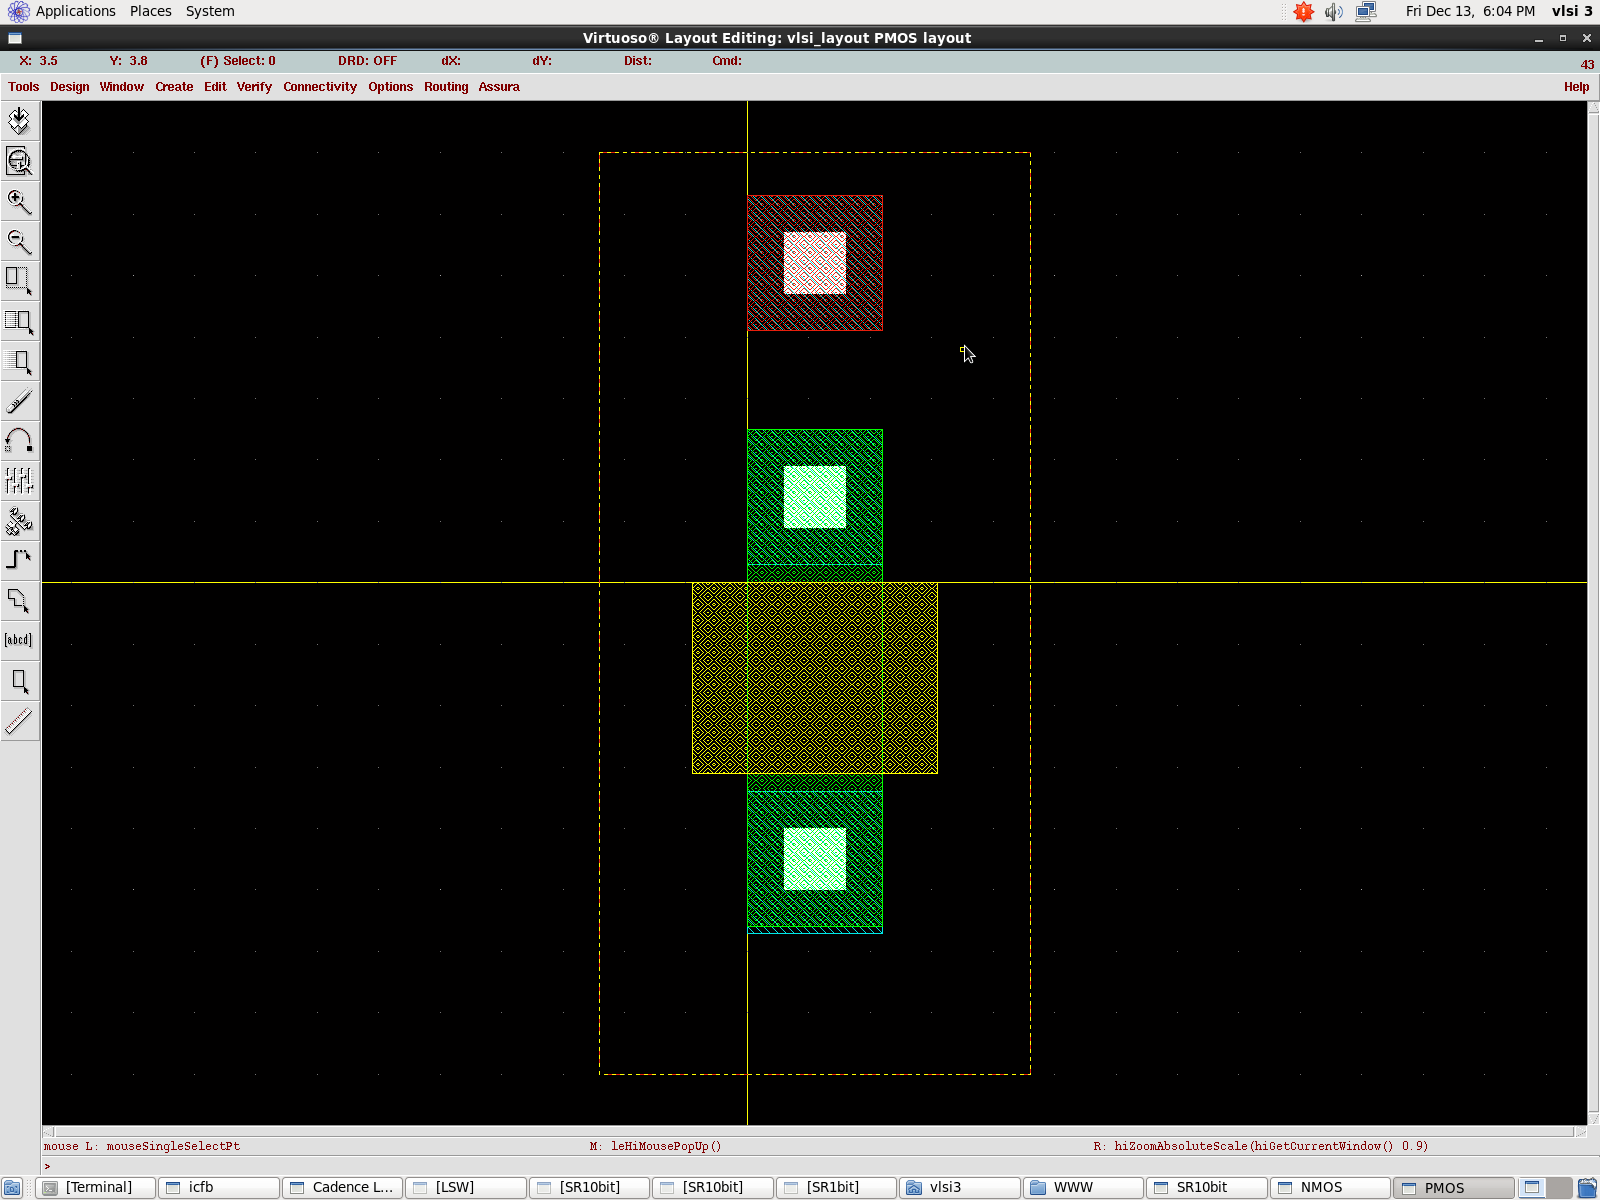 Applications Places System Fri Dec 13, 6:04 PM vlsi 3
Virtuoso® Layout Editing: vlsi_layout PMOS layout
X: 3.5 Y: 3.8 (F) Select: 0 DRD: OFF dX: dY: Dist: Cmd: 43
Tools Design Window Create Edit Verify Connectivity Options Routing Assura Help
[abcd]
mouse L: mouseSingleSelectPt M: leHiMousePopUp() R: hiZoomAbsoluteScale(hiGetCurrentWindow() 0.9)
>
[Terminal] icfb Cadence L... [LSW] [SR10bit] [SR10bit] [SR1bit] vlsi3 WWW SR10bit NMOS PMOS